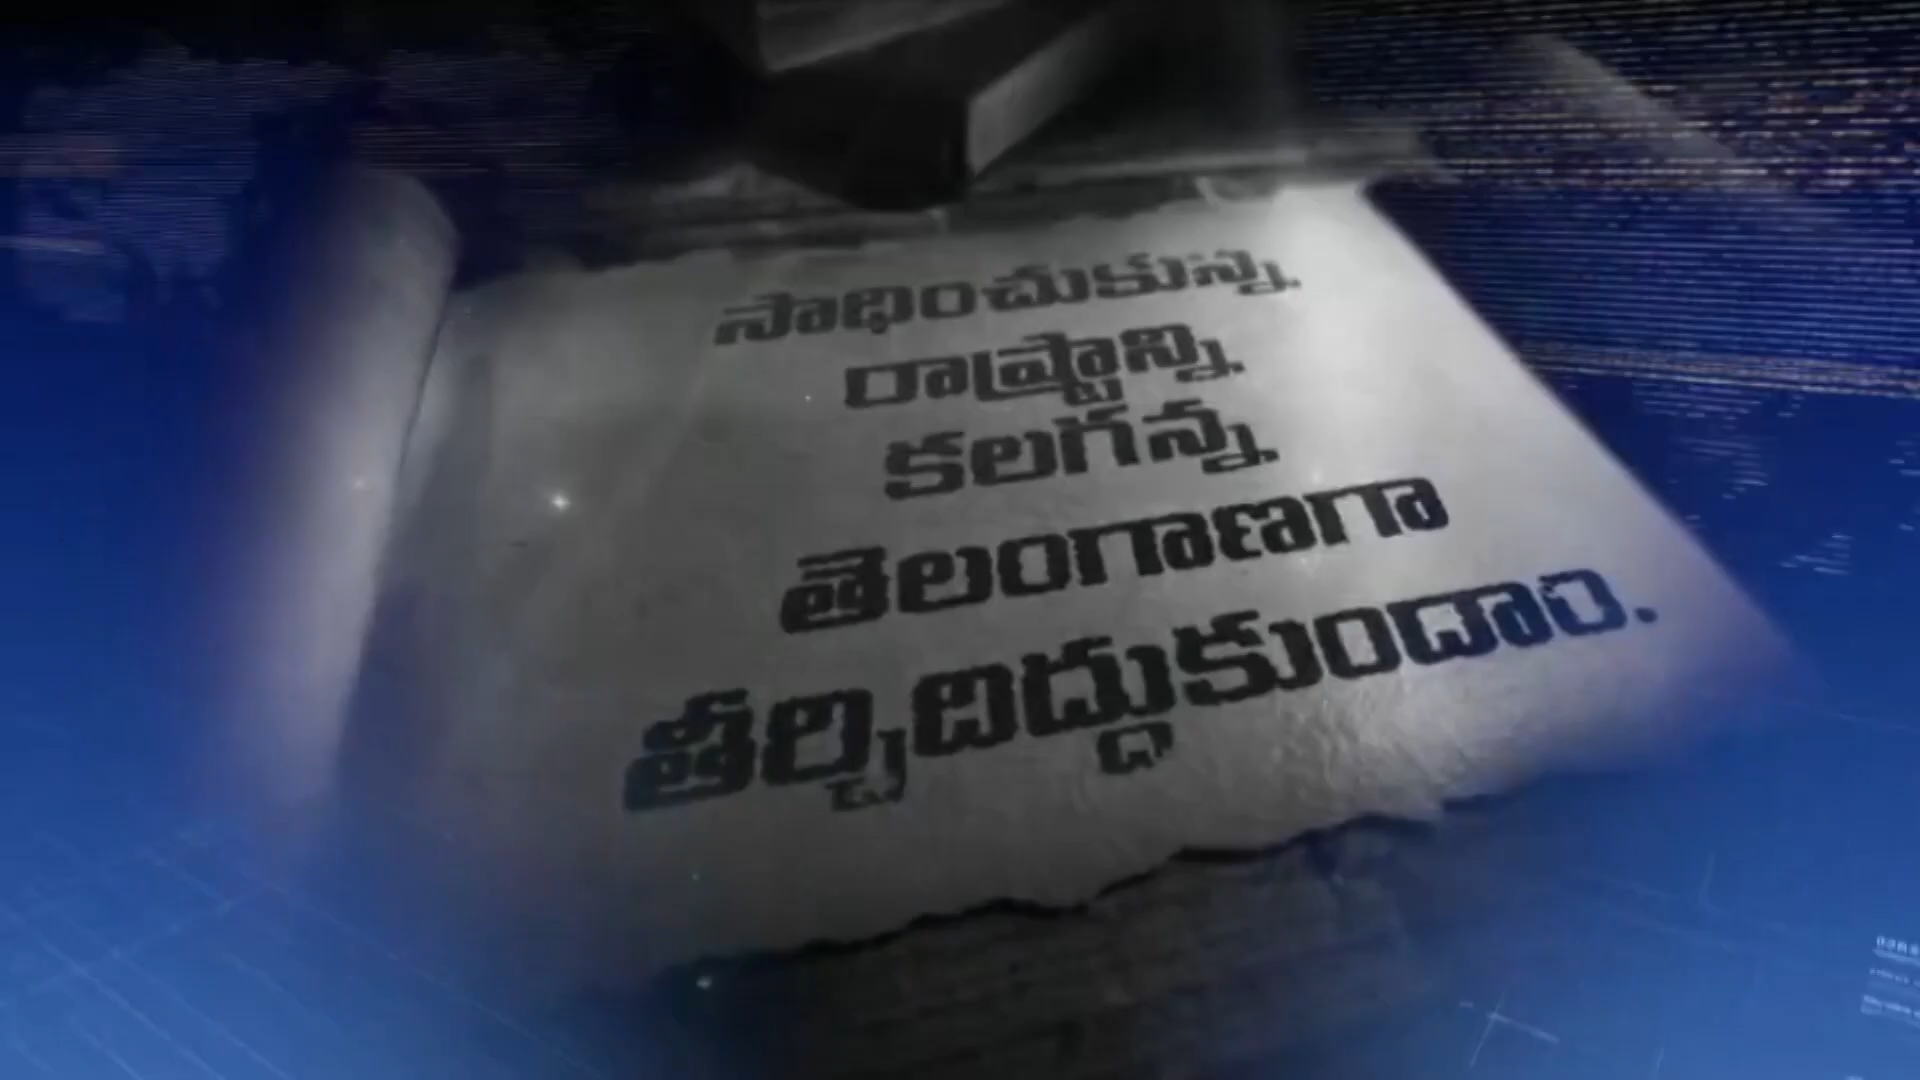 సాధించుకున్న
రాష్ట్రాన్ని
కలగన్న
తెలంగాణగా
తీర్చిదిద్దుకుందాం.